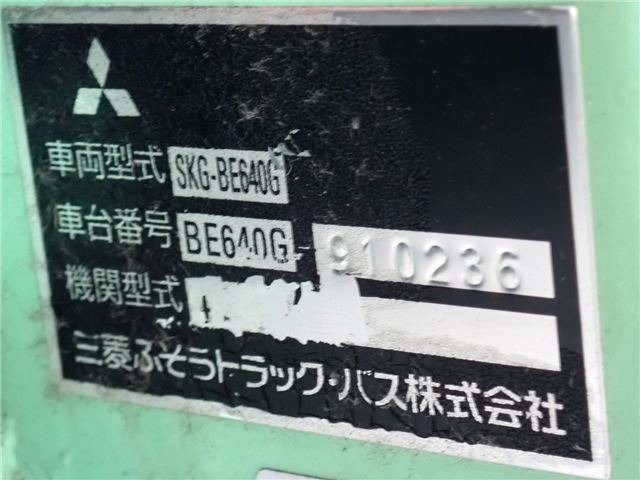 車両型式 SKG-BE640G
車台番号 BE640G-910236
機関型式 4
三菱ふそうトラック・バス株式会社